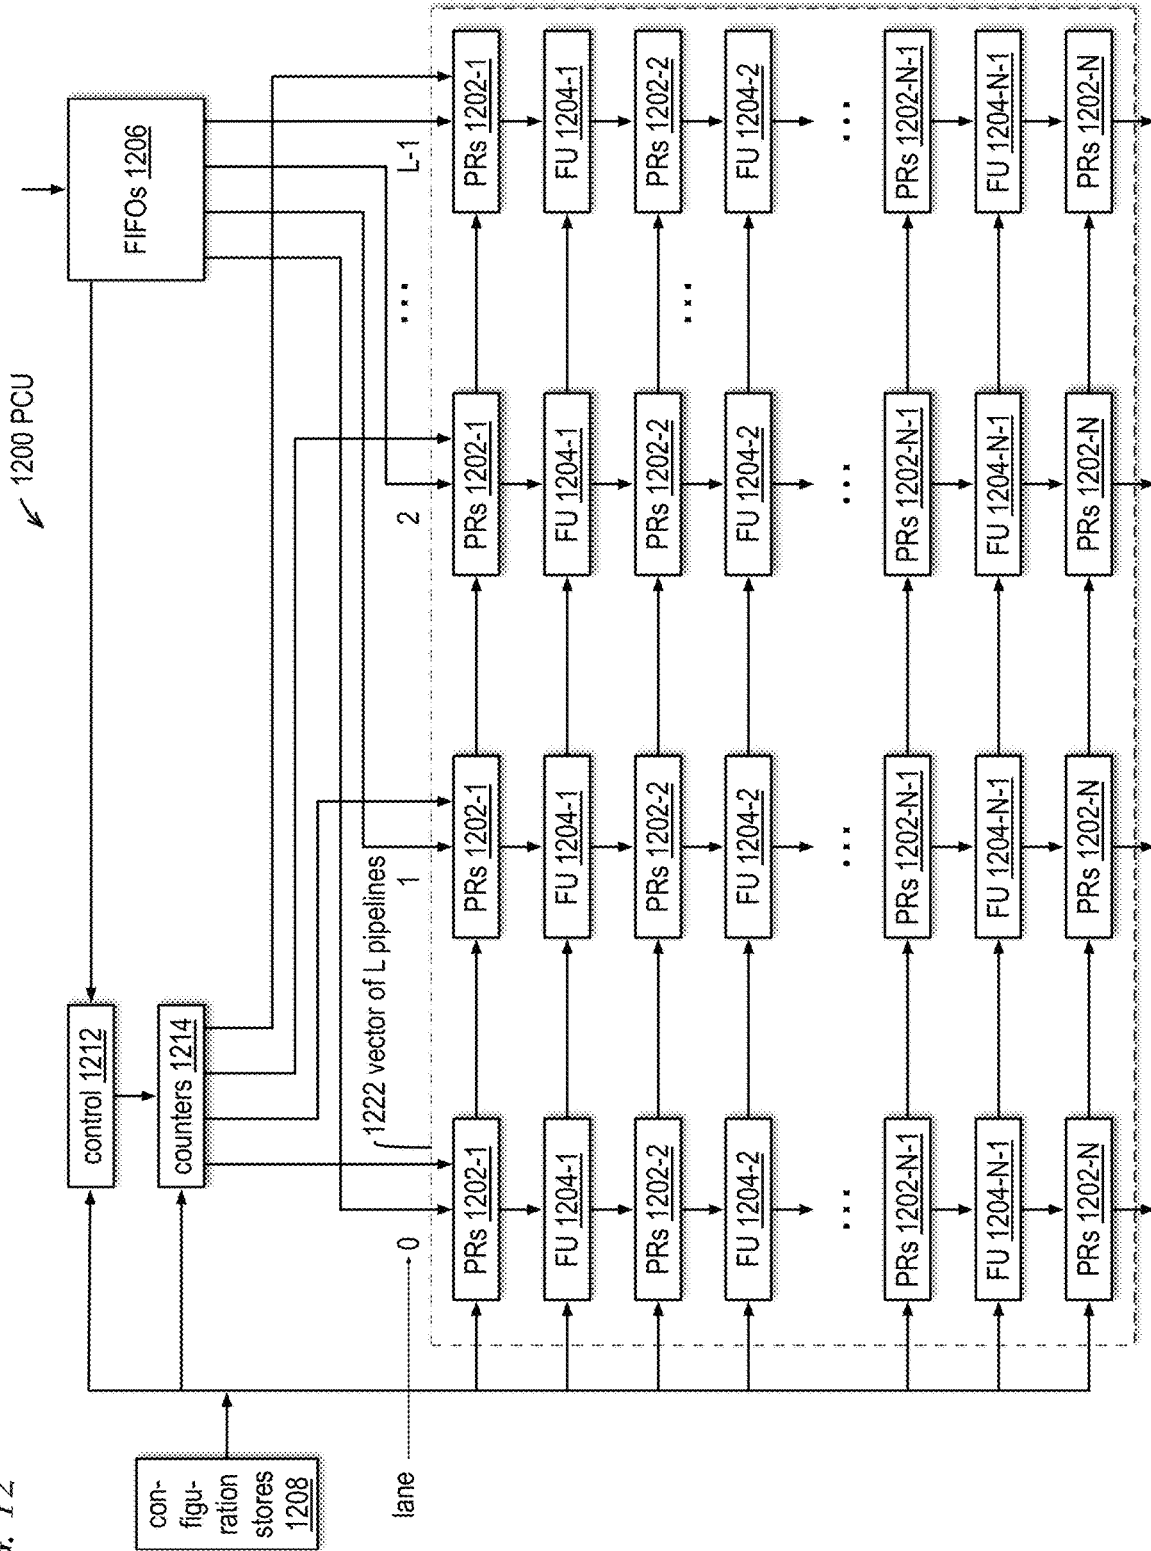 12
1200 PCU
control 1212
FIFOs 1206
counters 1214
con-
figu-
ration
stores
1208
1222 vector of L pipelines
lane 0 1 2 ... L-1
PRs 1202-1 PRs 1202-1 PRs 1202-1 PRs 1202-1
FU 1204-1 FU 1204-1 FU 1204-1 FU 1204-1
PRs 1202-2 PRs 1202-2 PRs 1202-2 ... PRs 1202-2
FU 1204-2 FU 1204-2 FU 1204-2 FU 1204-2
... ... ... ...
PRs 1202-N-1 PRs 1202-N-1 PRs 1202-N-1 PRs 1202-N-1
FU 1204-N-1 FU 1204-N-1 FU 1204-N-1 FU 1204-N-1
PRs 1202-N PRs 1202-N PRs 1202-N PRs 1202-N